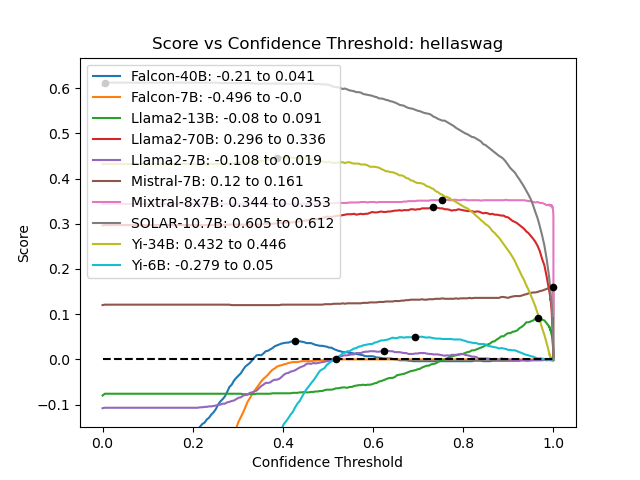 Score vs Confidence Threshold: hellaswag
Falcon-40B: -0.21 to 0.041
Falcon-7B: -0.496 to -0.0
Llama2-13B: -0.08 to 0.091
Llama2-70B: 0.296 to 0.336
Llama2-7B: -0.108 to 0.019
Mistral-7B: 0.12 to 0.161
Mixtral-8x7B: 0.344 to 0.353
SOLAR-10.7B: 0.605 to 0.612
Yi-34B: 0.432 to 0.446
Yi-6B: -0.279 to 0.05
0.6
0.5
0.4
0.3
0.2
0.1
0.0
−0.1
Score
0.0 0.2 0.4 0.6 0.8 1.0
Confidence Threshold